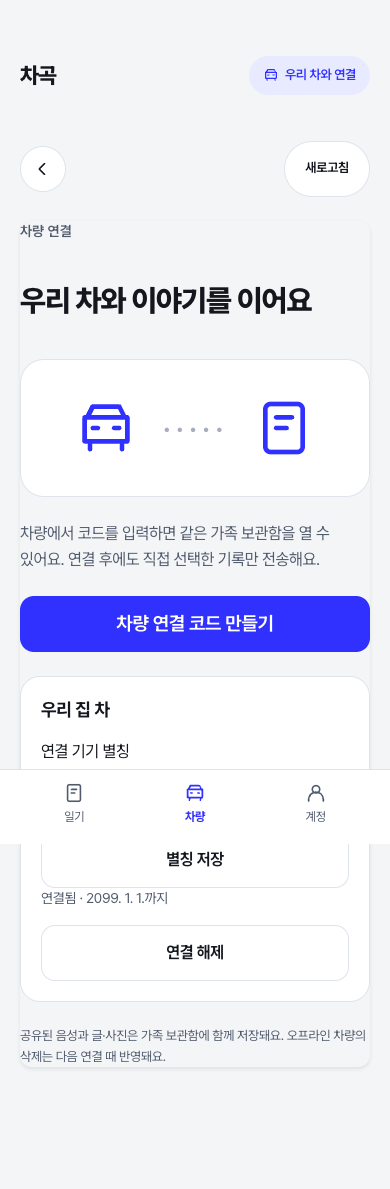 차곡
우리 차와 연결
새로고침
차량 연결
우리 차와 이야기를 이어요
차량에서 코드를 입력하면 같은 가족 보관함을 열 수
있어요. 연결 후에도 직접 선택한 기록만 전송해요.
차량 연결 코드 만들기
우리 집 차
연결 기기 별칭
일기
차량
계정
별칭 저장
연결됨 · 2099. 1. 1.까지
연결 해제
공유된 음성과 글·사진은 가족 보관함에 함께 저장돼요. 오프라인 차량의
삭제는 다음 연결 때 반영돼요.